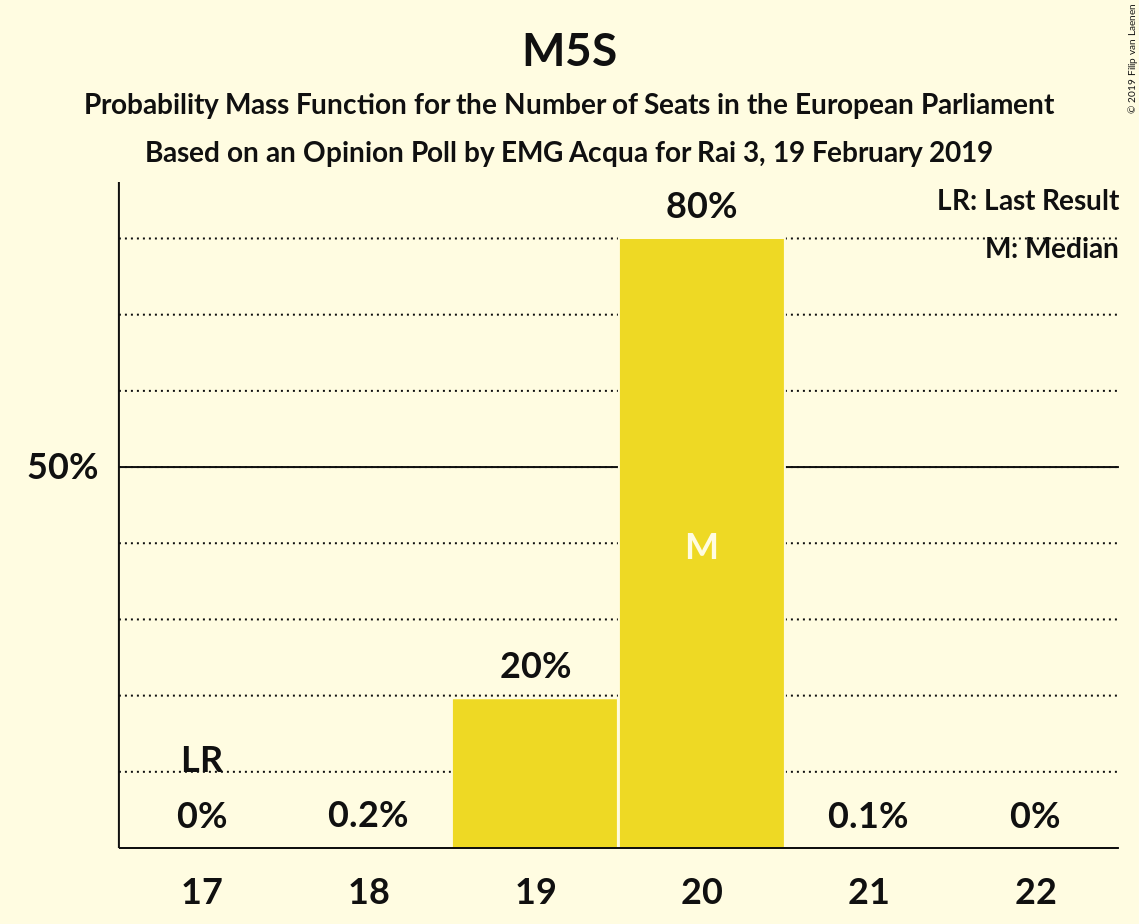 M5S
Probability Mass Function for the Number of Seats in the European Parliament
Based on an Opinion Poll by EMG Acqua for Rai 3, 19 February 2019
© 2019 Filip van Laenen
LR: Last Result
M: Median
80%
50%
M
20%
LR
0%
0.2%
0.1%
0%
17
18
19
20
21
22